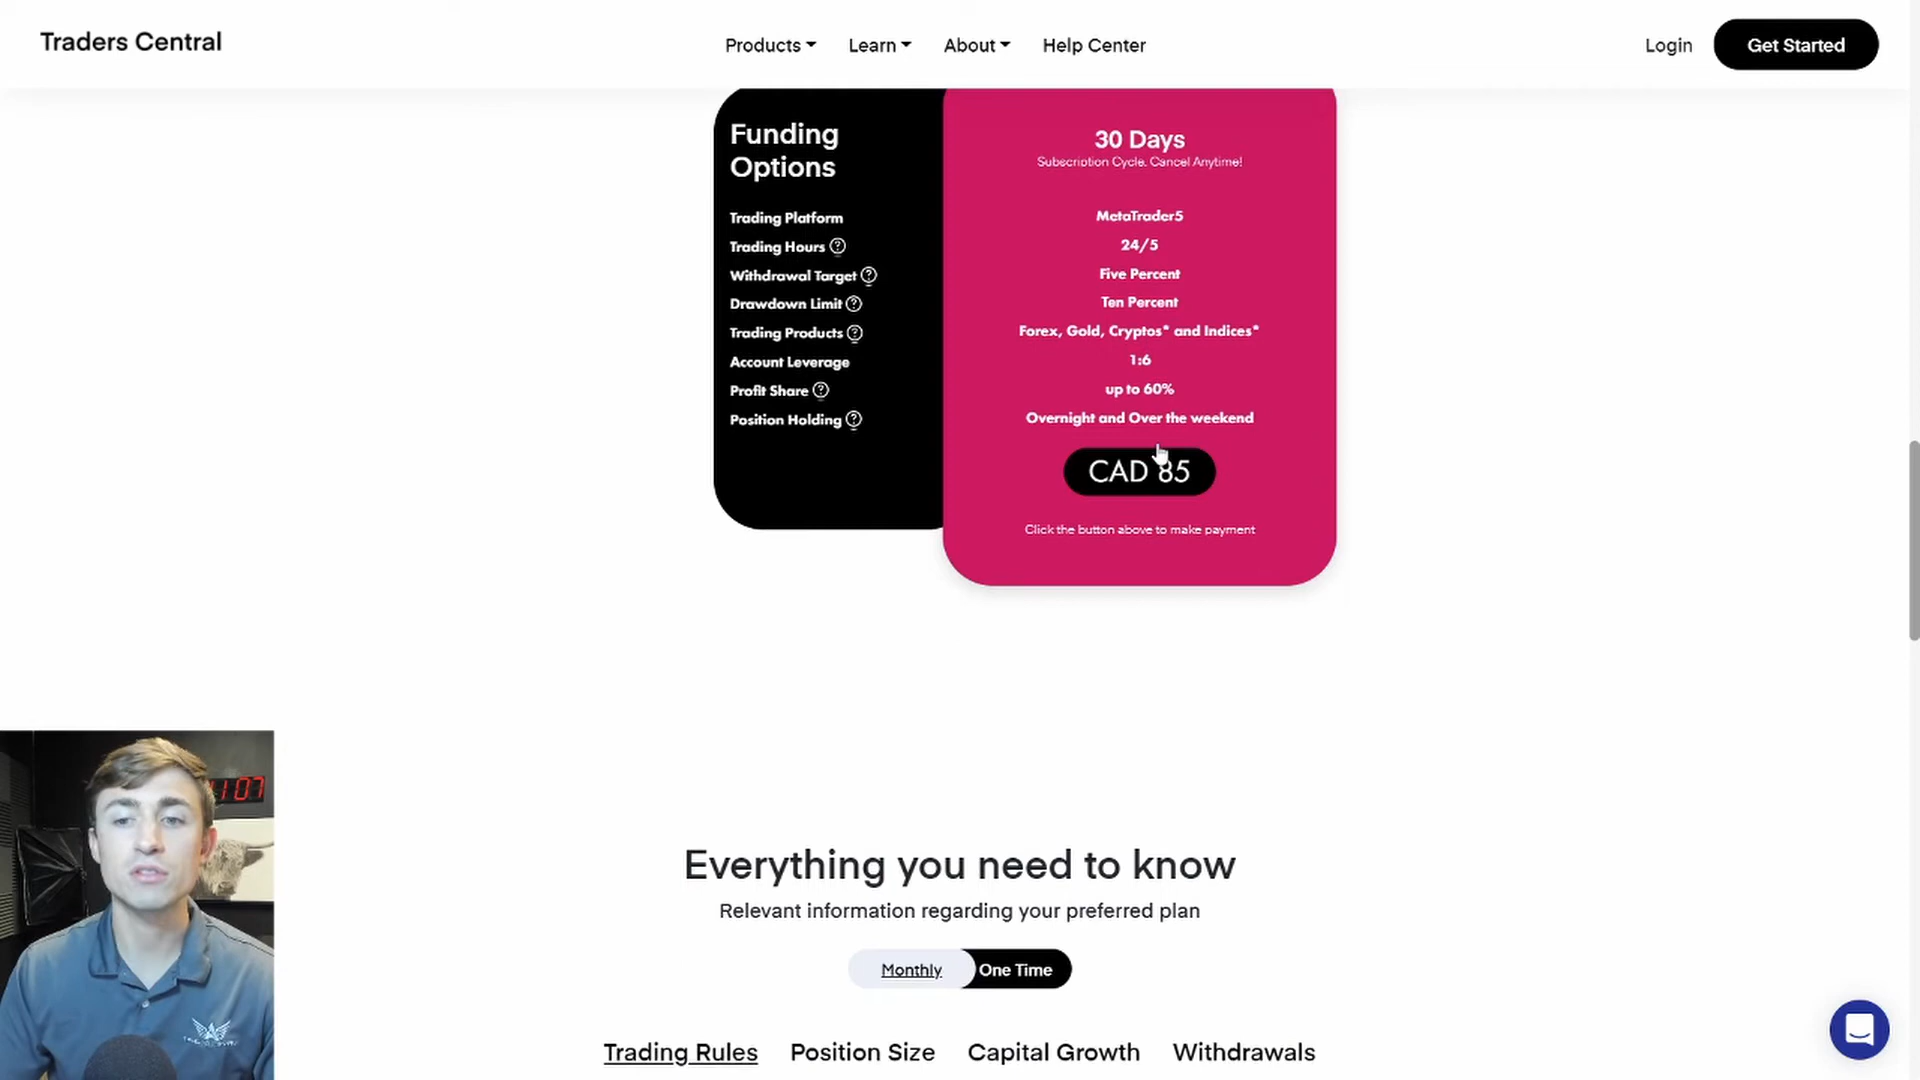 Traders Central
Products
Learn
About
Help Center
Login
Get Started
Funding
Options
30 Days
Subscription Cycle. Cancel Anytime!
Trading Platform
MetaTrader5
Trading Hours
24/5
Withdrawal Target
Five Percent
Drawdown Limit
Ten Percent
Trading Products
Forex, Gold, Cryptos* and Indices*
Account Leverage
1:6
Profit Share
up to 60%
Position Holding
Overnight and Over the weekend
CAD 85
Click the button above to make payment
Everything you need to know
Relevant information regarding your preferred plan
Monthly
One Time
Trading Rules
Position Size
Capital Growth
Withdrawals